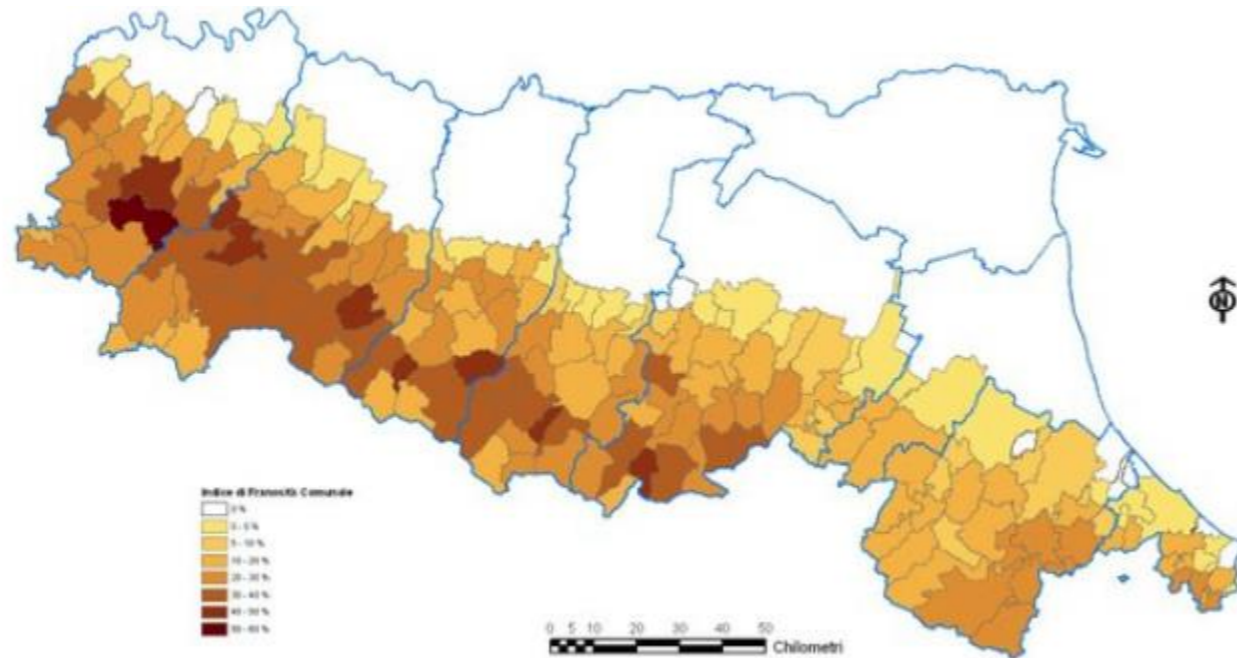 N
Indice di Franosità Comunale
0 %
0 - 5 %
5 - 10 %
10 - 20 %
20 - 30 %
30 - 40 %
40 - 50 %
50 - 60 %
0 5 10 20 30 40 50
Chilometri